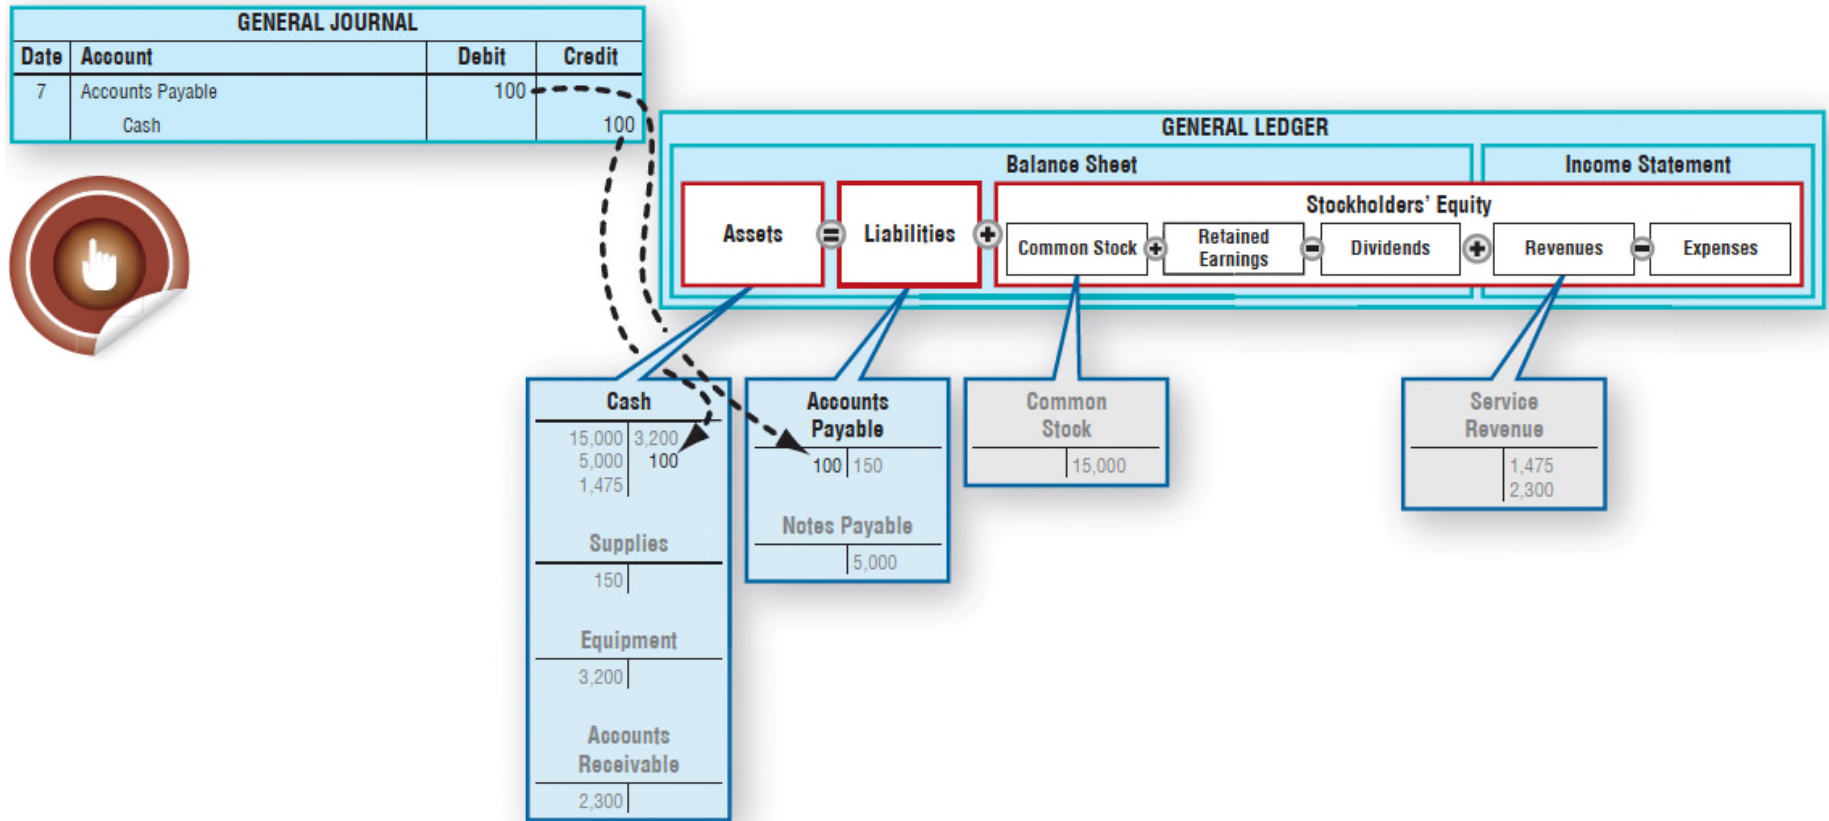 GENERAL JOURNAL
Date Account Debit Credit
7 Accounts Payable 100
Cash 100
GENERAL LEDGER
Balance Sheet Income Statement
Stockholders' Equity
Assets = Liabilities + Common Stock + Retained Earnings − Dividends + Revenues − Expenses
Cash
15,000 3,200
5,000 100
1,475
Supplies
150
Equipment
3,200
Accounts
Receivable
2,300
Accounts
Payable
100 150
Notes Payable
5,000
Common
Stock
15,000
Service
Revenue
1,475
2,300